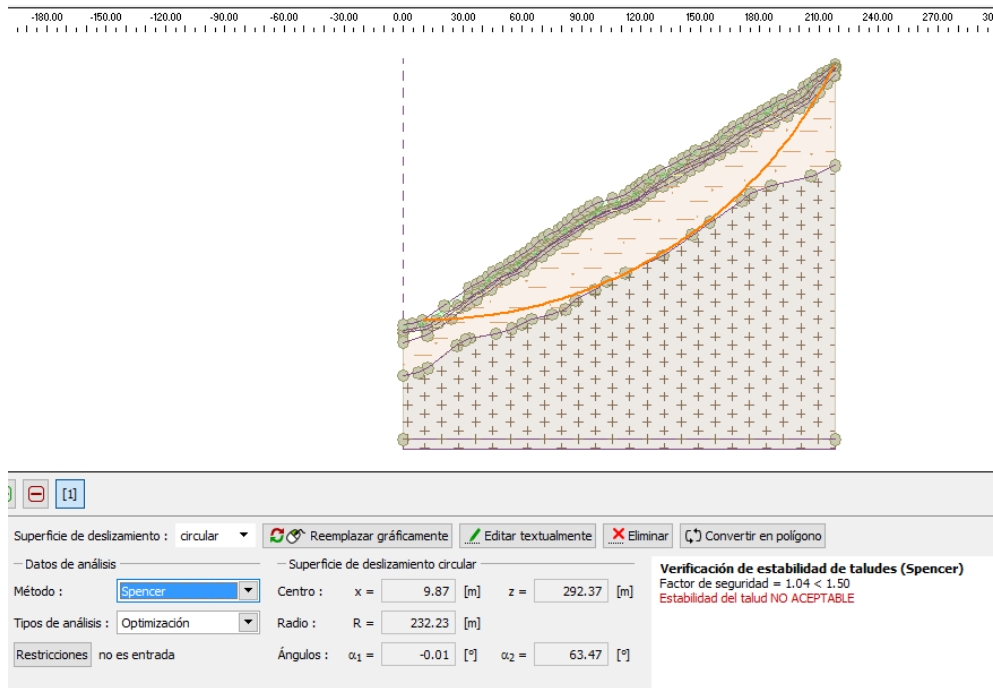 -180.00 -150.00 -120.00 -90.00 -60.00 -30.00 0.00 30.00 60.00 90.00 120.00 150.00 180.00 210.00 240.00 270.00 30
[1]
Superficie de deslizamiento : circular Reemplazar gráficamente Editar textualmente Eliminar Convertir en polígono
Datos de análisis Superficie de deslizamiento circular Verificación de estabilidad de taludes (Spencer)
Factor de seguridad = 1.04 < 1.50
Método : Spencer Centro : x = 9.87 [m] z = 292.37 [m] Estabilidad del talud NO ACEPTABLE
Tipos de análisis : Optimización Radio : R = 232.23 [m]
Restricciones no es entrada Ángulos : α1 = -0.01 [°] α2 = 63.47 [°]